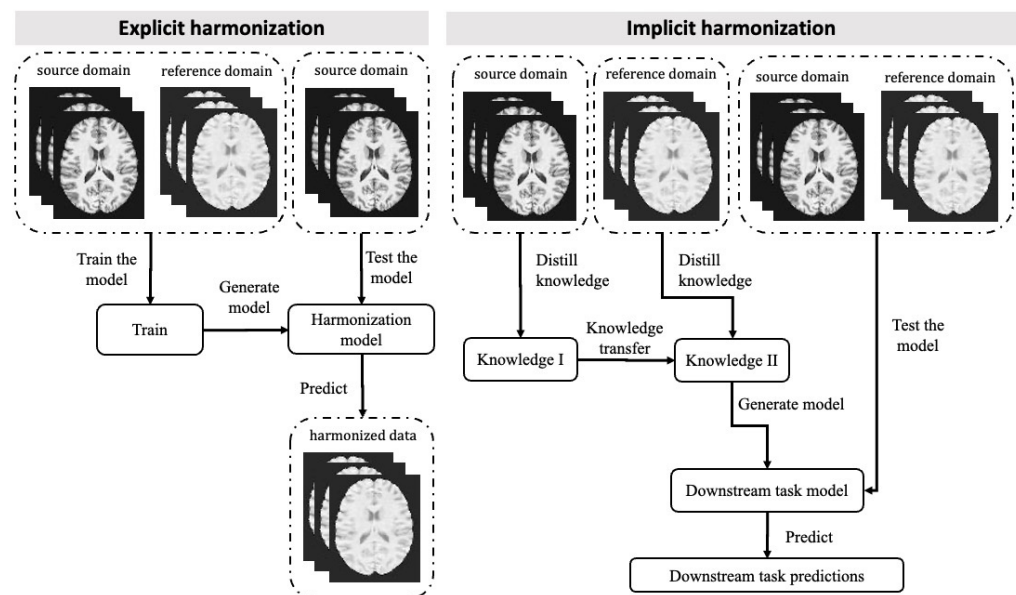 Explicit harmonization
source domain
reference domain
source domain
Train the
model
Generate
model
Test the
model
Train
Harmonization
model
Predict
harmonized data
Implicit harmonization
source domain
reference domain
source domain
reference domain
Distill
knowledge
Distill
knowledge
Test the
model
Knowledge I
Knowledge
transfer
Knowledge II
Generate model
Downstream task model
Predict
Downstream task predictions